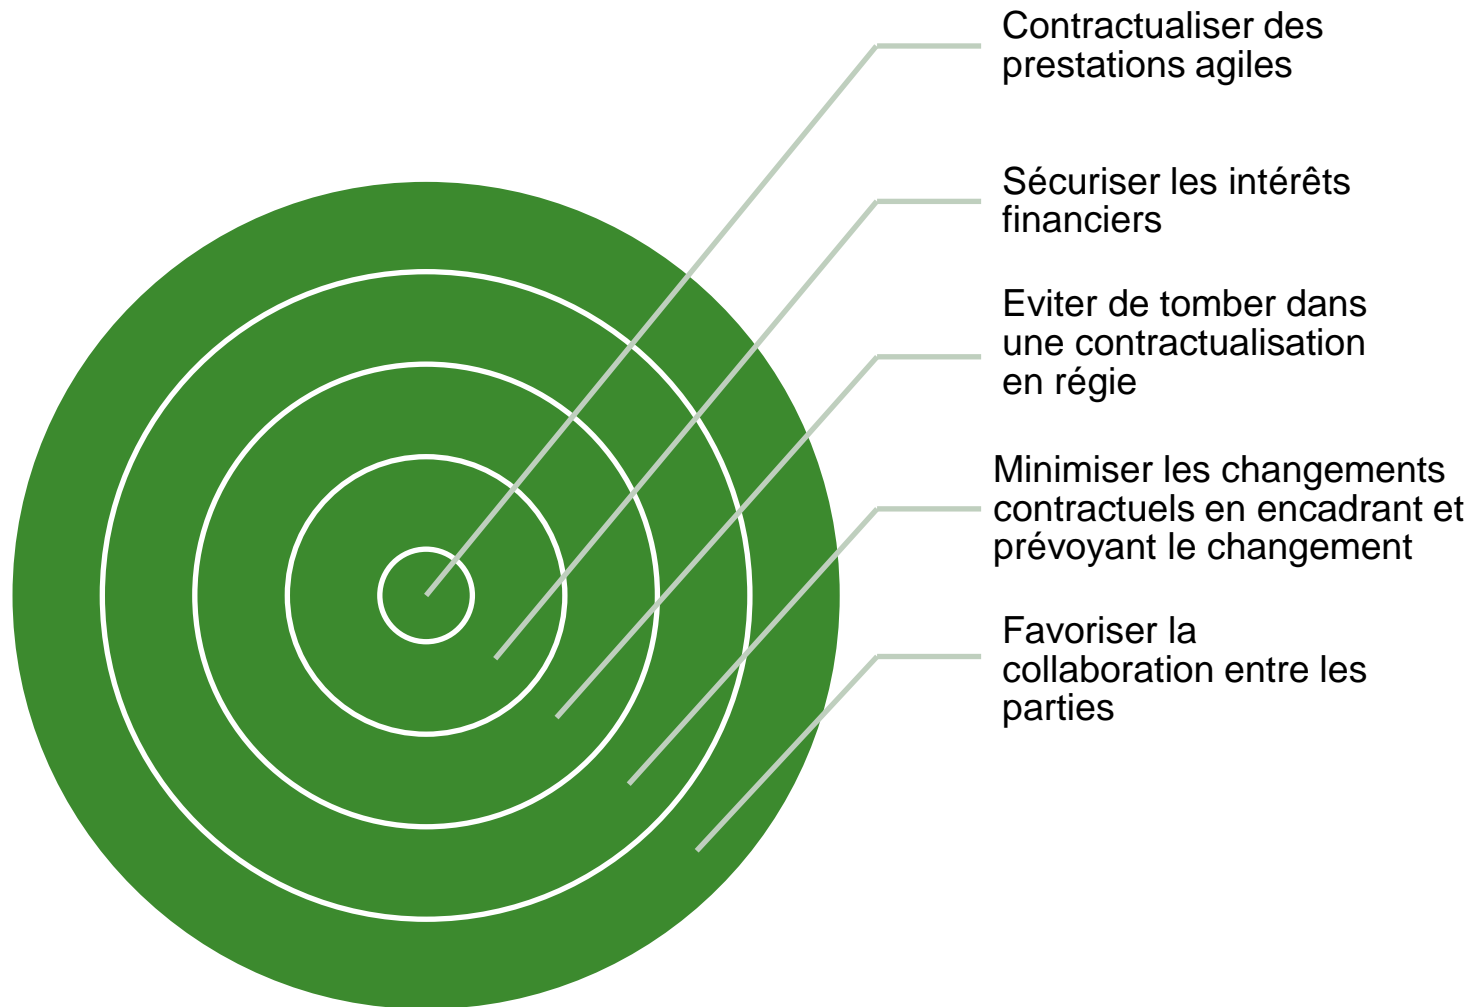 Contractualiser des
prestations agiles
Sécuriser les intérêts
financiers
Eviter de tomber dans
une contractualisation
en régie
Minimiser les changements
contractuels en encadrant et
prévoyant le changement
Favoriser la
collaboration entre les
parties